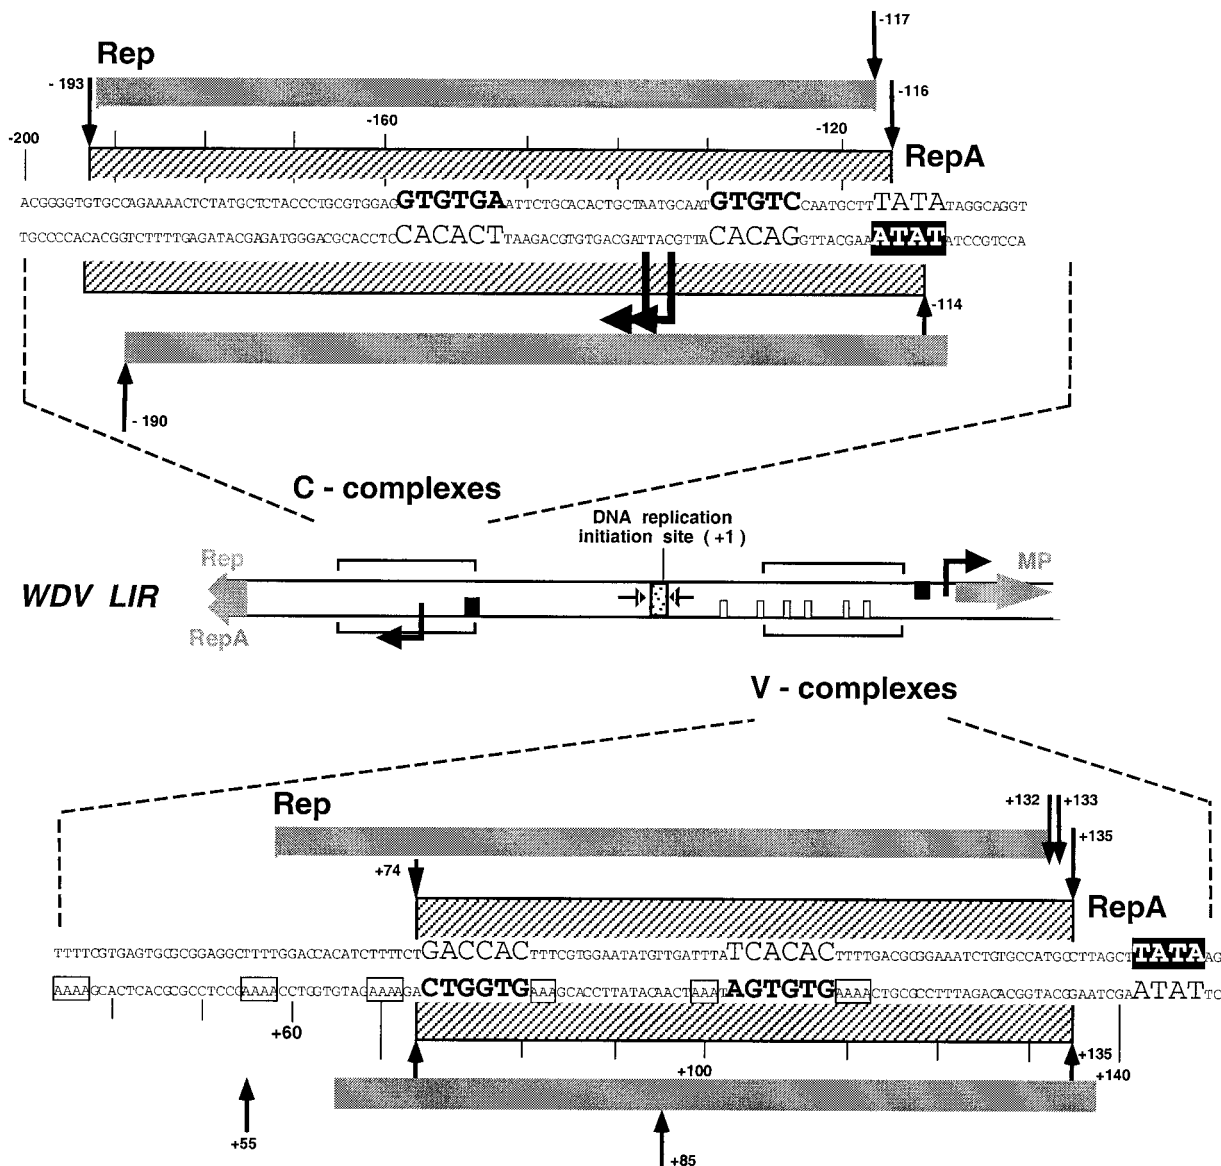 -117
Rep
- 193
-116
-200
-160
-120
RepA
ACGGGGTGTGCCAGAAAACTCTATGCTCTACCCTGCGTGGAGGTGTGAATTCTGCACACTGCTAATGCAATGTGTCCAATGCTTTATATAGGCAGGT
TGCCCCACACGGTCTTTTGAGATACGAGATGGGACGCACCTCCACACTTAAGACGTGTGACGATTACGTTACACAGGTTACGAAATATATCCGTCCA
-114
- 190
C - complexes
DNA replication
initiation site ( +1 )
Rep
MP
WDV LIR
RepA
V - complexes
Rep
+132
+133
+135
+74
RepA
TTTTCGTGAGTGCGCGGAGGCTTTTGGACCACATCTTTTCTGACCACTTTCGTGGAATATGTTGATTTATCACACTTTTGACGCGGAAATCTGTGCCATGCCTTAGCTTATAAG
AAAAGCACTCACGCGCCTCCGAAAACCTGGTGTAGAAAAGACTGGTGAAAGCACCTTATACAACTAAATAGTGTGAAAACTGCGCCTTTAGACACGGTACGGAATCGAATATTC
+60
+100
+135
+140
+55
+85